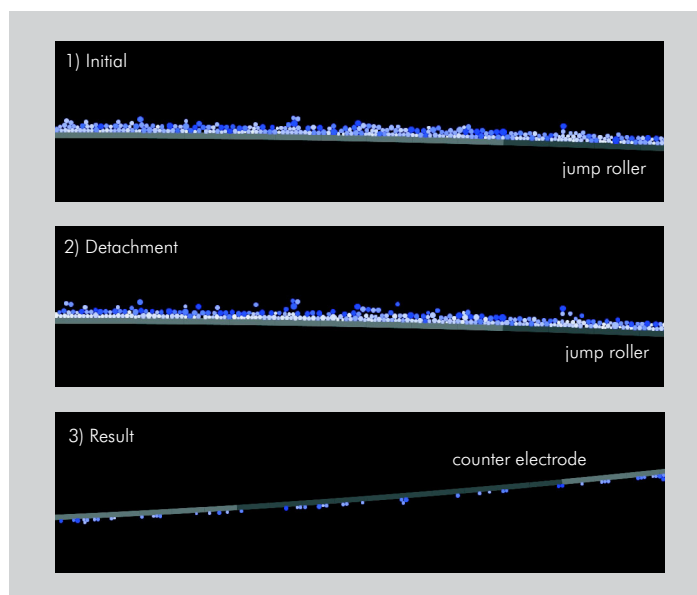 1) Initial
jump roller
2) Detachment
jump roller
3) Result
counter electrode